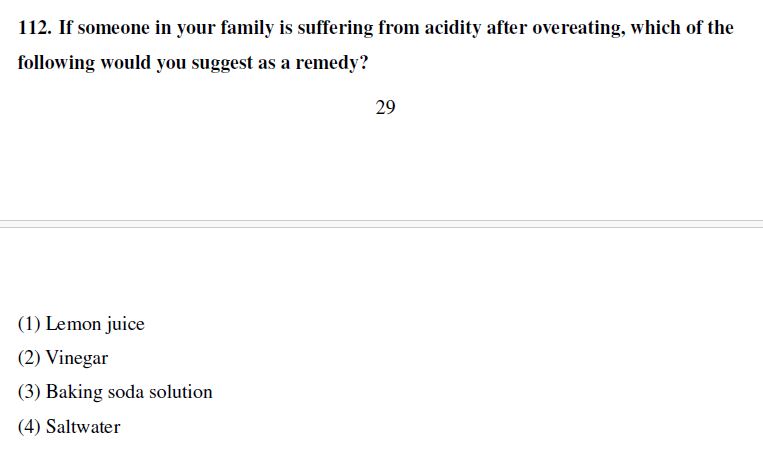 112. If someone in your family is suffering from acidity after overeating, which of the
following would you suggest as a remedy?
29
(1) Lemon juice
(2) Vinegar
(3) Baking soda solution
(4) Saltwater